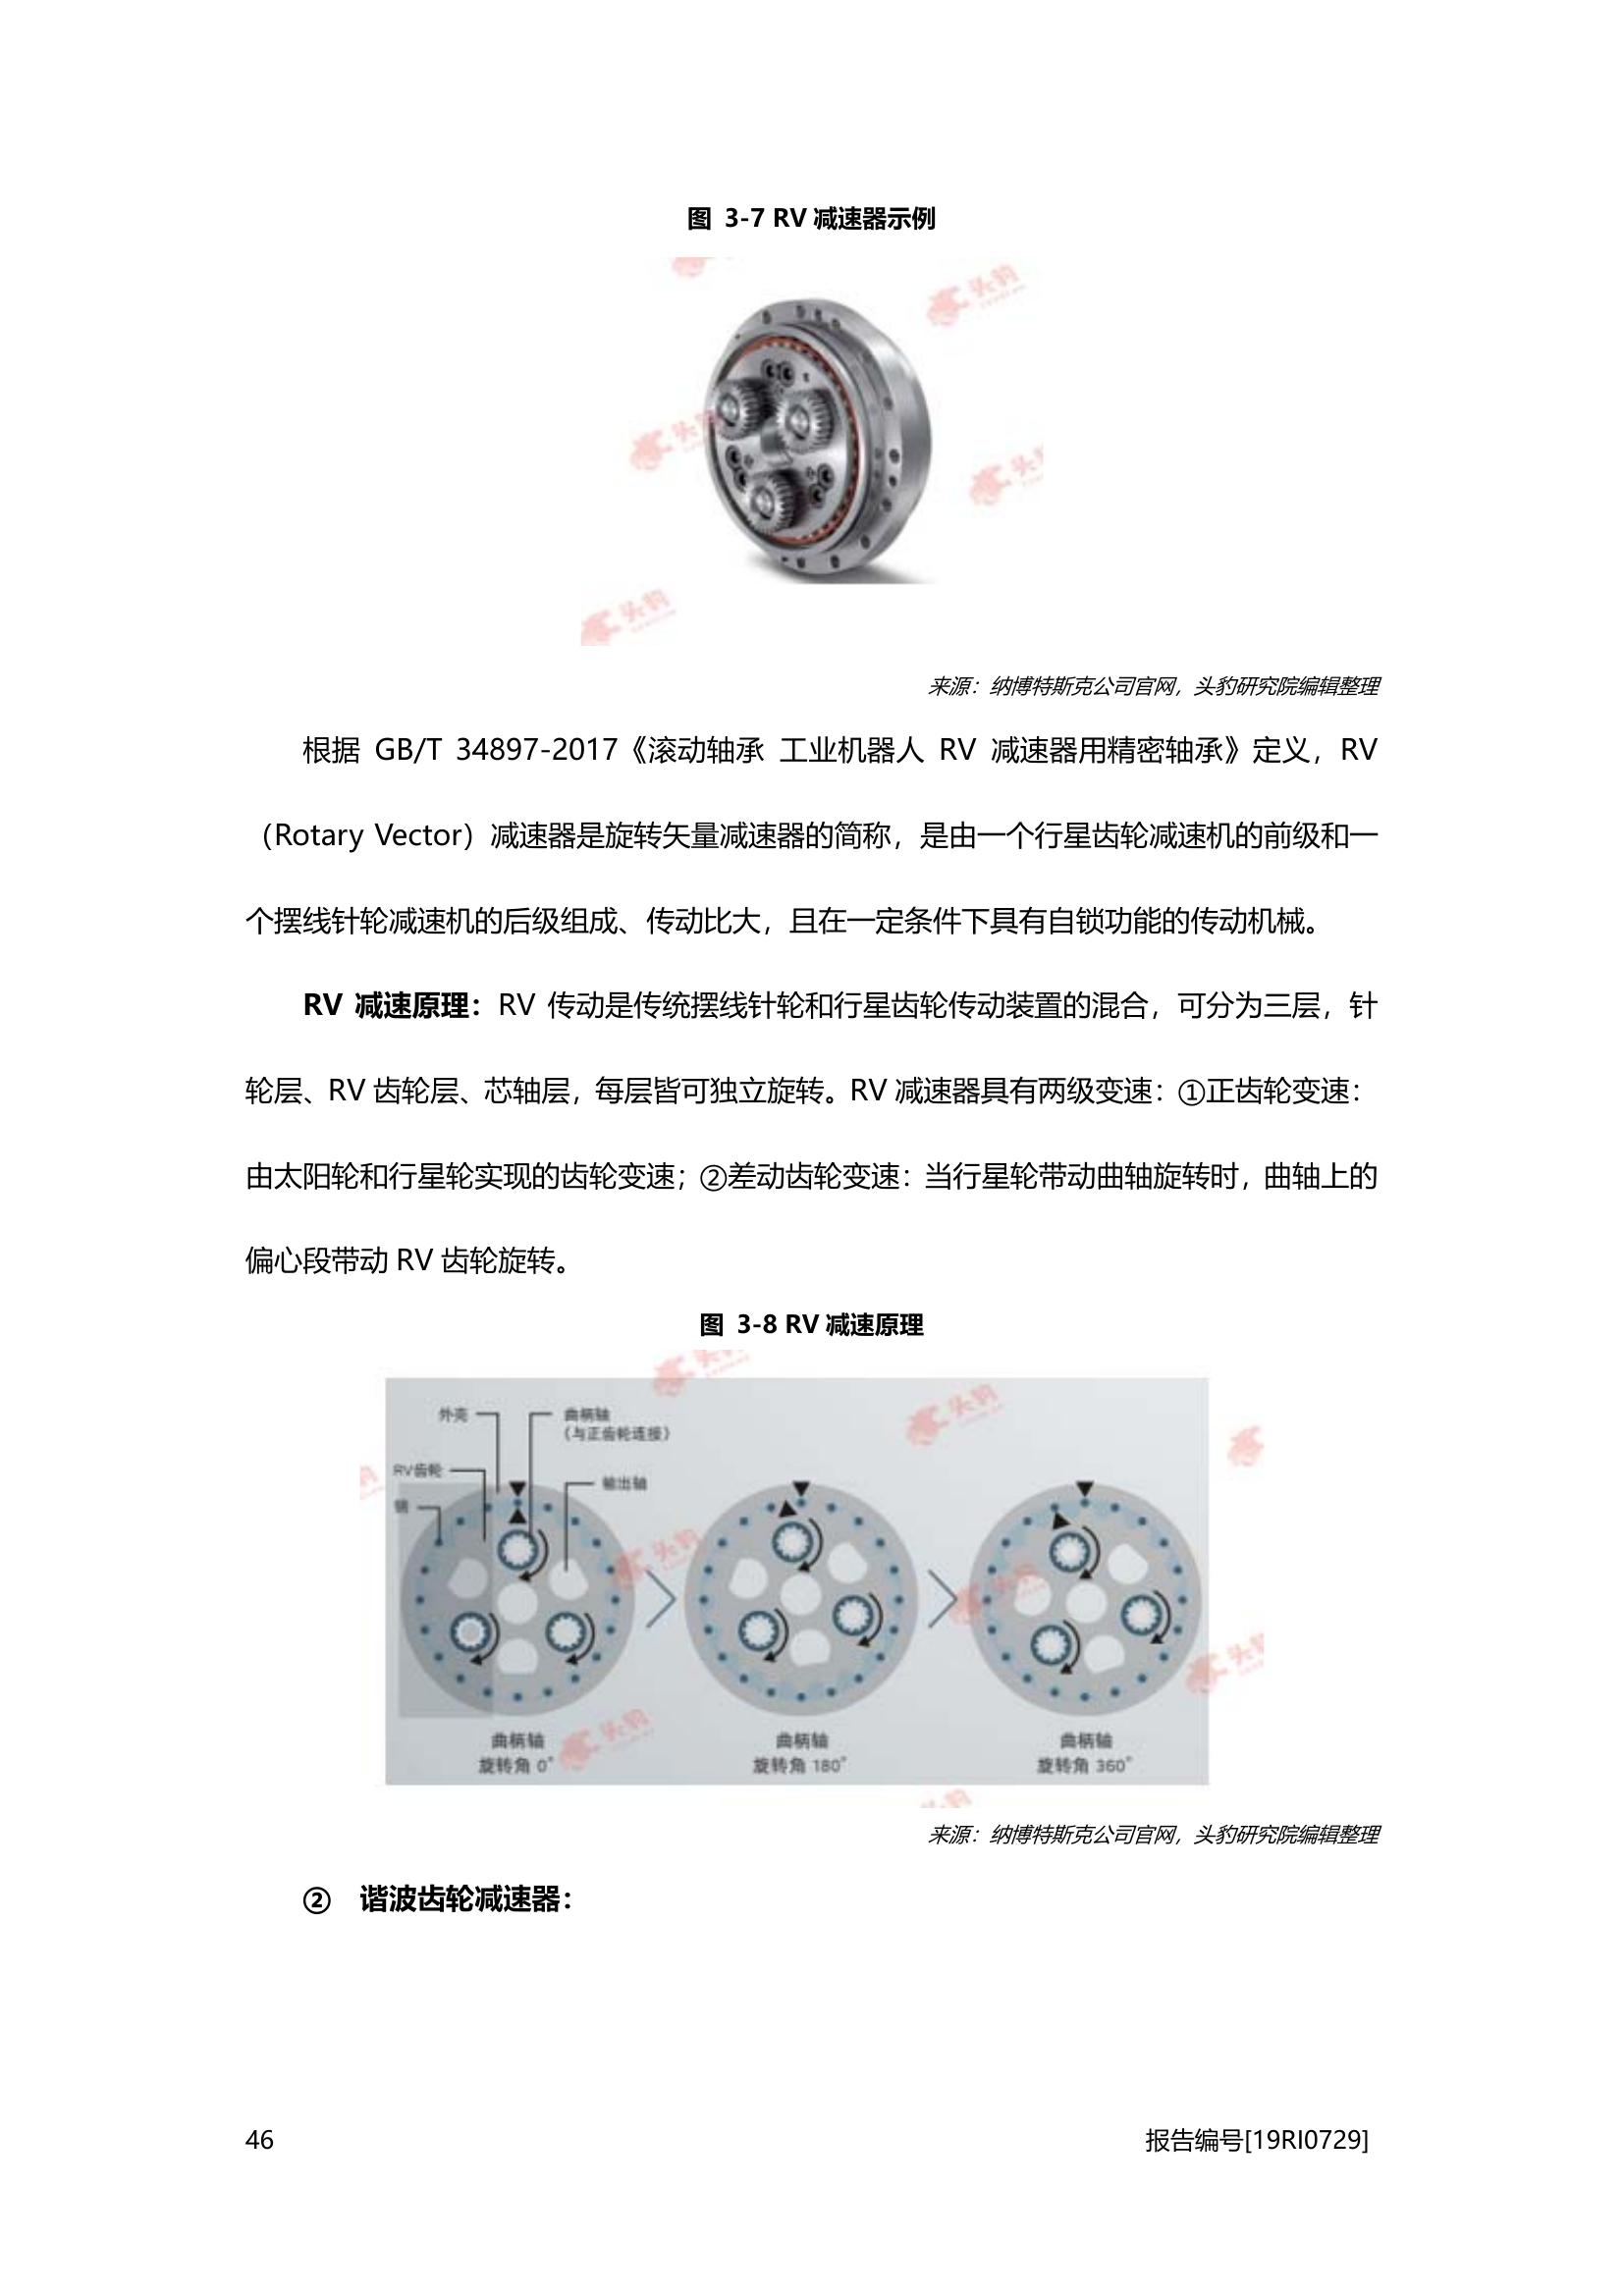 图 3-7 RV 减速器示例
头豹
头豹
头豹
来源：纳博特斯克公司官网，头豹研究院编辑整理
根据 GB/T 34897-2017《滚动轴承 工业机器人 RV 减速器用精密轴承》定义，RV
（Rotary Vector）减速器是旋转矢量减速器的简称，是由一个行星齿轮减速机的前级和一
个摆线针轮减速机的后级组成、传动比大，且在一定条件下具有自锁功能的传动机械。
RV 减速原理：RV 传动是传统摆线针轮和行星齿轮传动装置的混合，可分为三层，针
轮层、RV 齿轮层、芯轴层，每层皆可独立旋转。RV 减速器具有两级变速：①正齿轮变速：
由太阳轮和行星轮实现的齿轮变速；②差动齿轮变速：当行星轮带动曲轴旋转时，曲轴上的
偏心段带动 RV 齿轮旋转。
图 3-8 RV 减速原理
头豹
外壳
曲柄轴
（与正齿轮连接）
RV齿轮
输出轴
销
头豹
头豹
曲柄轴
旋转角 0°
曲柄轴
旋转角 180°
曲柄轴
旋转角 360°
来源：纳博特斯克公司官网，头豹研究院编辑整理
② 谐波齿轮减速器：
46
报告编号[19RI0729]